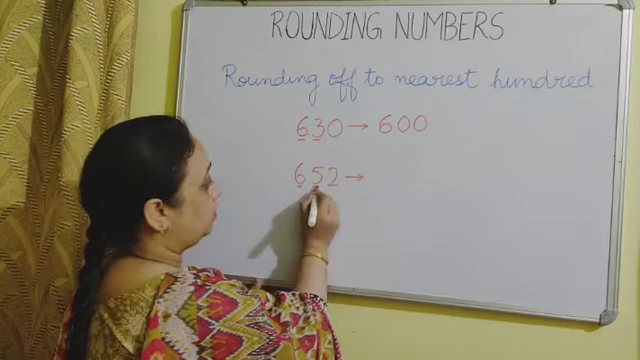 ROUNDING NUMBERS
Rounding off to nearest hundred
630 → 600
652 →